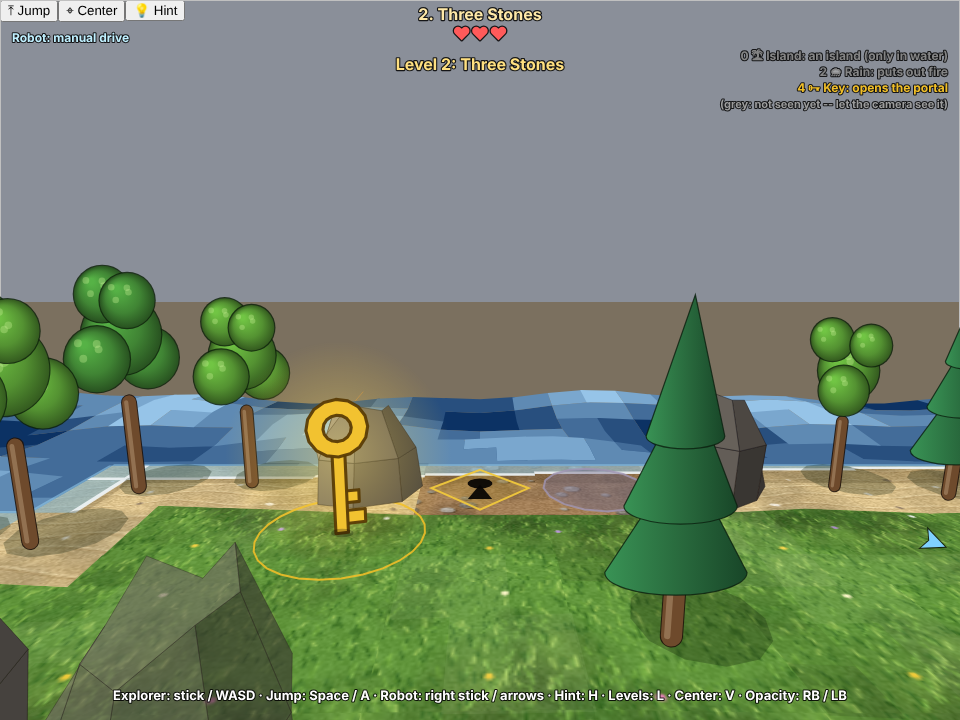 ⤒ Jump
⌖ Center
💡 Hint
Robot: manual drive
2. Three Stones
Level 2: Three Stones
0 🏝 Island: an island (only in water)
2 🌧 Rain: puts out fire
4 🗝 Key: opens the portal
(grey: not seen yet -- let the camera see it)
Explorer: stick / WASD · Jump: Space / A · Robot: right stick / arrows · Hint: H · Levels: L · Center: V · Opacity: RB / LB